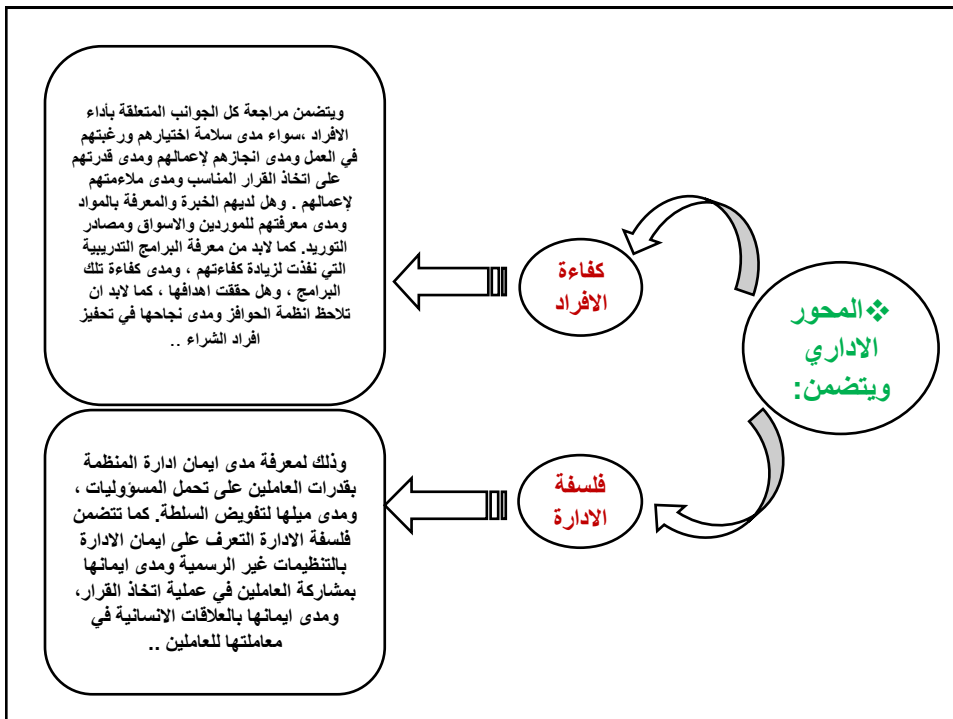 ❖المحور
الاداري
ويتضمن:
كفاءة
الافراد
ويتضمن مراجعة كل الجوانب المتعلقة بأداء
الافراد ،سواء مدى سلامة اختيارهم ورغبتهم
في العمل ومدى انجازهم لإعمالهم ومدى قدرتهم
على اتخاذ القرار المناسب ومدى ملاءمتهم
لإعمالهم . وهل لديهم الخبرة والمعرفة بالمواد
ومدى معرفتهم للموردين والاسواق ومصادر
التوريد. كما لابد من معرفة البرامج التدريبية
التي نفذت لزيادة كفاءتهم ، ومدى كفاءة تلك
البرامج ، وهل حققت اهدافها ، كما لابد ان
تلاحظ انظمة الحوافز ومدى نجاحها في تحفيز
افراد الشراء ..
فلسفة
الادارة
وذلك لمعرفة مدى ايمان ادارة المنظمة
بقدرات العاملين على تحمل المسؤوليات ،
ومدى ميلها لتفويض السلطة. كما تتضمن
فلسفة الادارة التعرف على ايمان الادارة
بالتنظيمات غير الرسمية ومدى ايمانها
بمشاركة العاملين في عملية اتخاذ القرار،
ومدى ايمانها بالعلاقات الانسانية في
معاملتها للعاملين ..